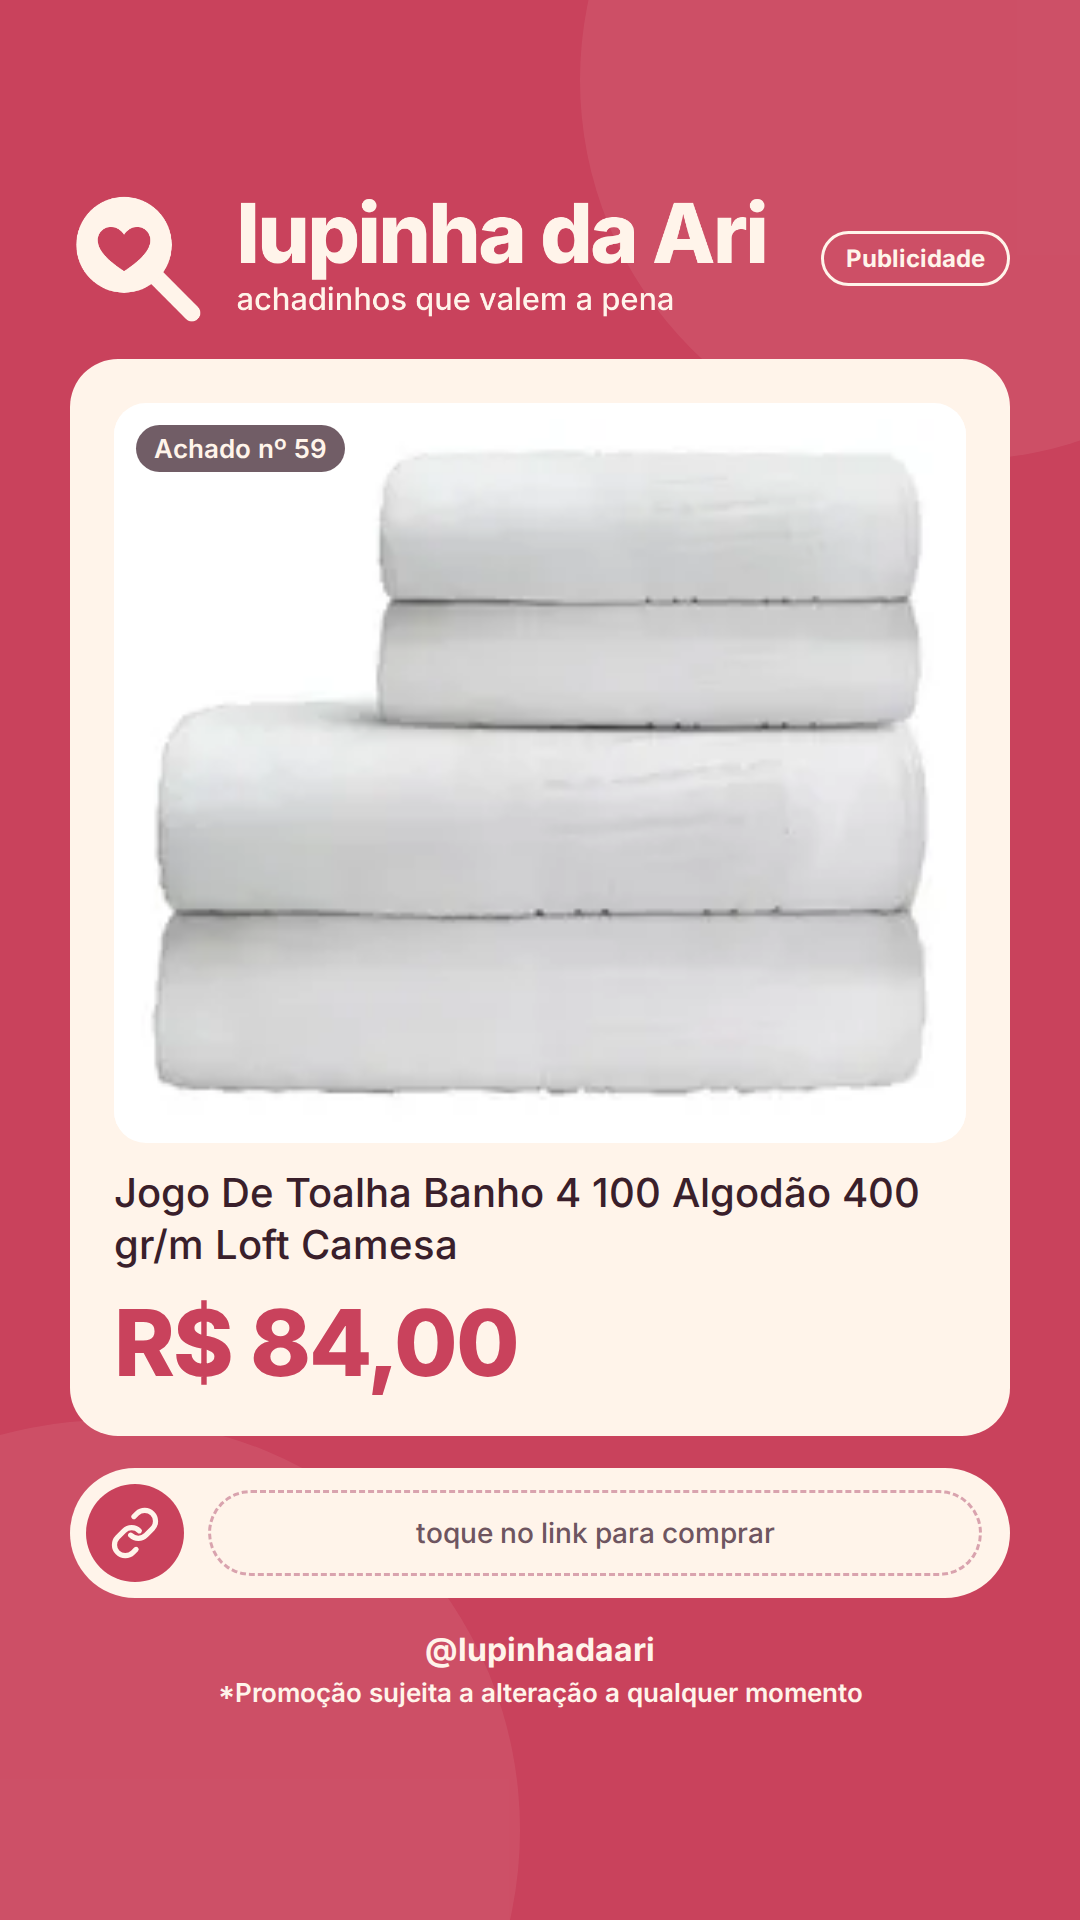 lupinha da Ari
achadinhos que valem a pena
Publicidade
Achado nº 59
Jogo De Toalha Banho 4 100 Algodão 400
gr/m Loft Camesa
R$ 84,00
toque no link para comprar
@lupinhadaari
*Promoção sujeita a alteração a qualquer momento